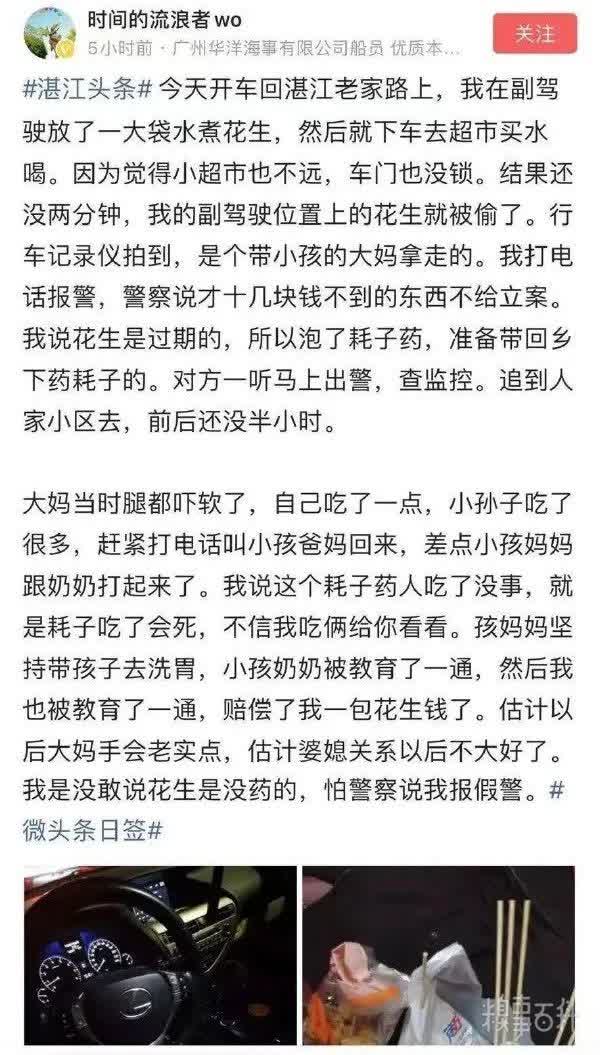 时间的流浪者wo
5小时前·广州华洋海事有限公司船员 优质本...
关注
#湛江头条# 今天开车回湛江老家路上，我在副驾
驶放了一大袋水煮花生，然后就下车去超市买水
喝。因为觉得小超市也不远，车门也没锁。结果还
没两分钟，我的副驾驶位置上的花生就被偷了。行
车记录仪拍到，是个带小孩的大妈拿走的。我打电
话报警，警察说才十几块钱不到的东西不给立案。
我说花生是过期的，所以泡了耗子药，准备带回乡
下药耗子的。对方一听马上出警，查监控。追到人
家小区去，前后还没半小时。
大妈当时腿都吓软了，自己吃了一点，小孙子吃了
很多，赶紧打电话叫小孩爸妈回来，差点小孩妈妈
跟奶奶打起来了。我说这个耗子药人吃了没事，就
是耗子吃了会死，不信我吃俩给你看看。孩妈妈坚
持带孩子去洗胃，小孩奶奶被教育了一通，然后我
也被教育了一通，赔偿了我一包花生钱了。估计以
后大妈手会老实点，估计婆媳关系以后不大好了。
我是没敢说花生是没药的，怕警察说我报假警。#
微头条日签#
糗事百科